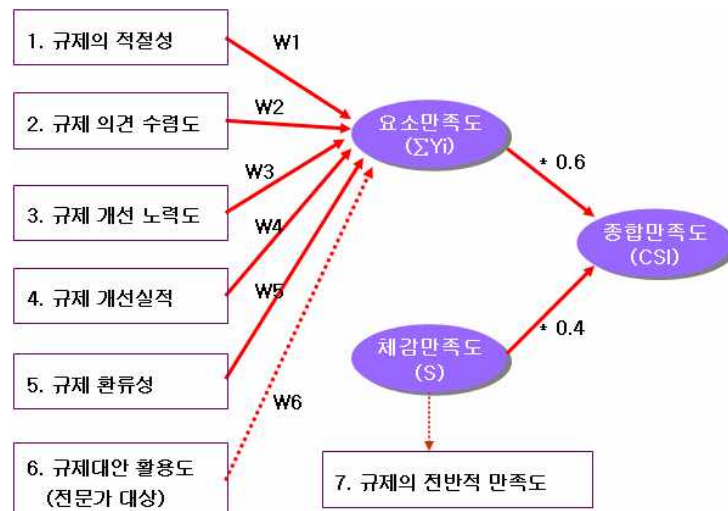 1. 규제의 적절성
W1
2. 규제 의견 수렴도
W2
요소만족도
(∑Yi)
* 0.6
3. 규제 개선 노력도
W3
W4
종합만족도
(CSI)
4. 규제 개선실적
W5
* 0.4
체감만족도
(S)
5. 규제 환류성
W6
6. 규제대안 활용도
(전문가 대상)
7. 규제의 전반적 만족도